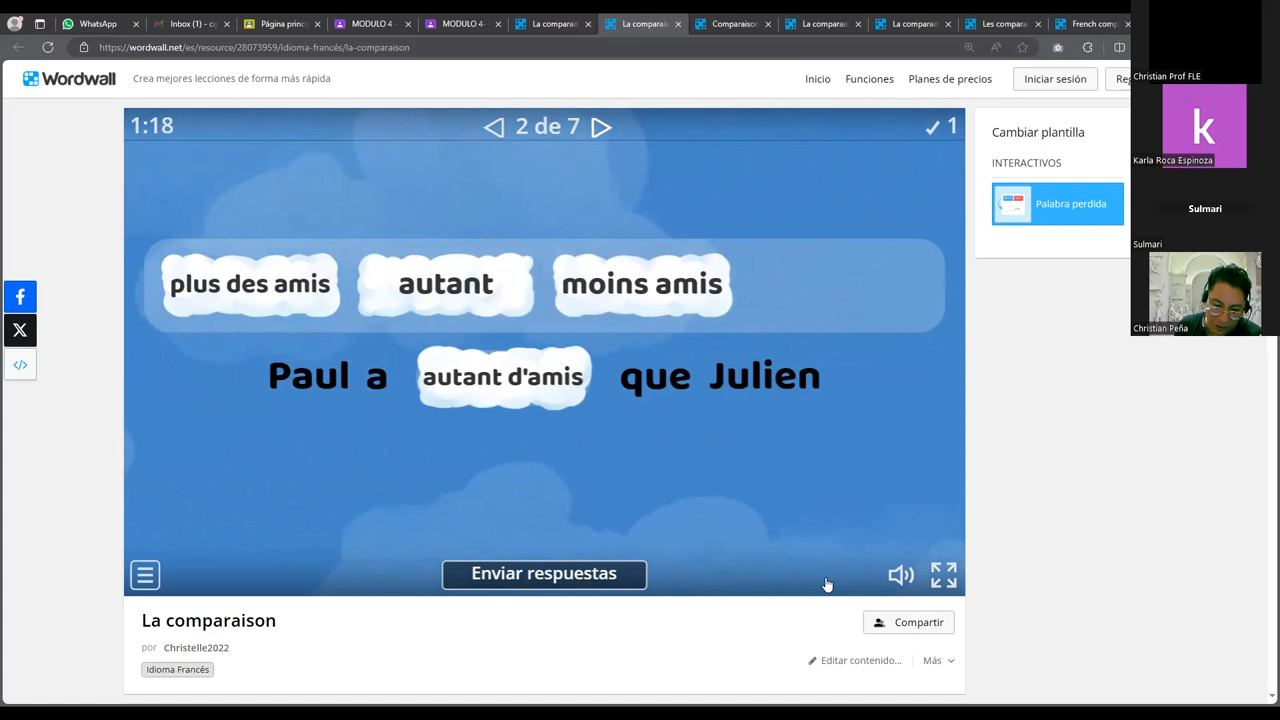 WhatsApp
Inbox (1) - ci
Página princ
MODULO 4 -
MODULO 4-
La comparais
La comparais
Comparaison
La comparai
La comparai
Les compara
French comp
https://wordwall.net/es/resource/28073959/idioma-francés/la-comparaison
Wordwall
Crea mejores lecciones de forma más rápida
Inicio
Funciones
Planes de precios
Iniciar sesión
Reg
Christian Prof FLE
k
Karla Roca Espinoza
Sulmari
Sulmari
Christian Peña
1:18
2 de 7
1
Cambiar plantilla
INTERACTIVOS
Palabra perdida
plus des amis
autant
moins amis
Paul a autant d'amis que Julien
Enviar respuestas
La comparaison
Compartir
por Christelle2022
Editar contenido...
Más
Idioma Francés